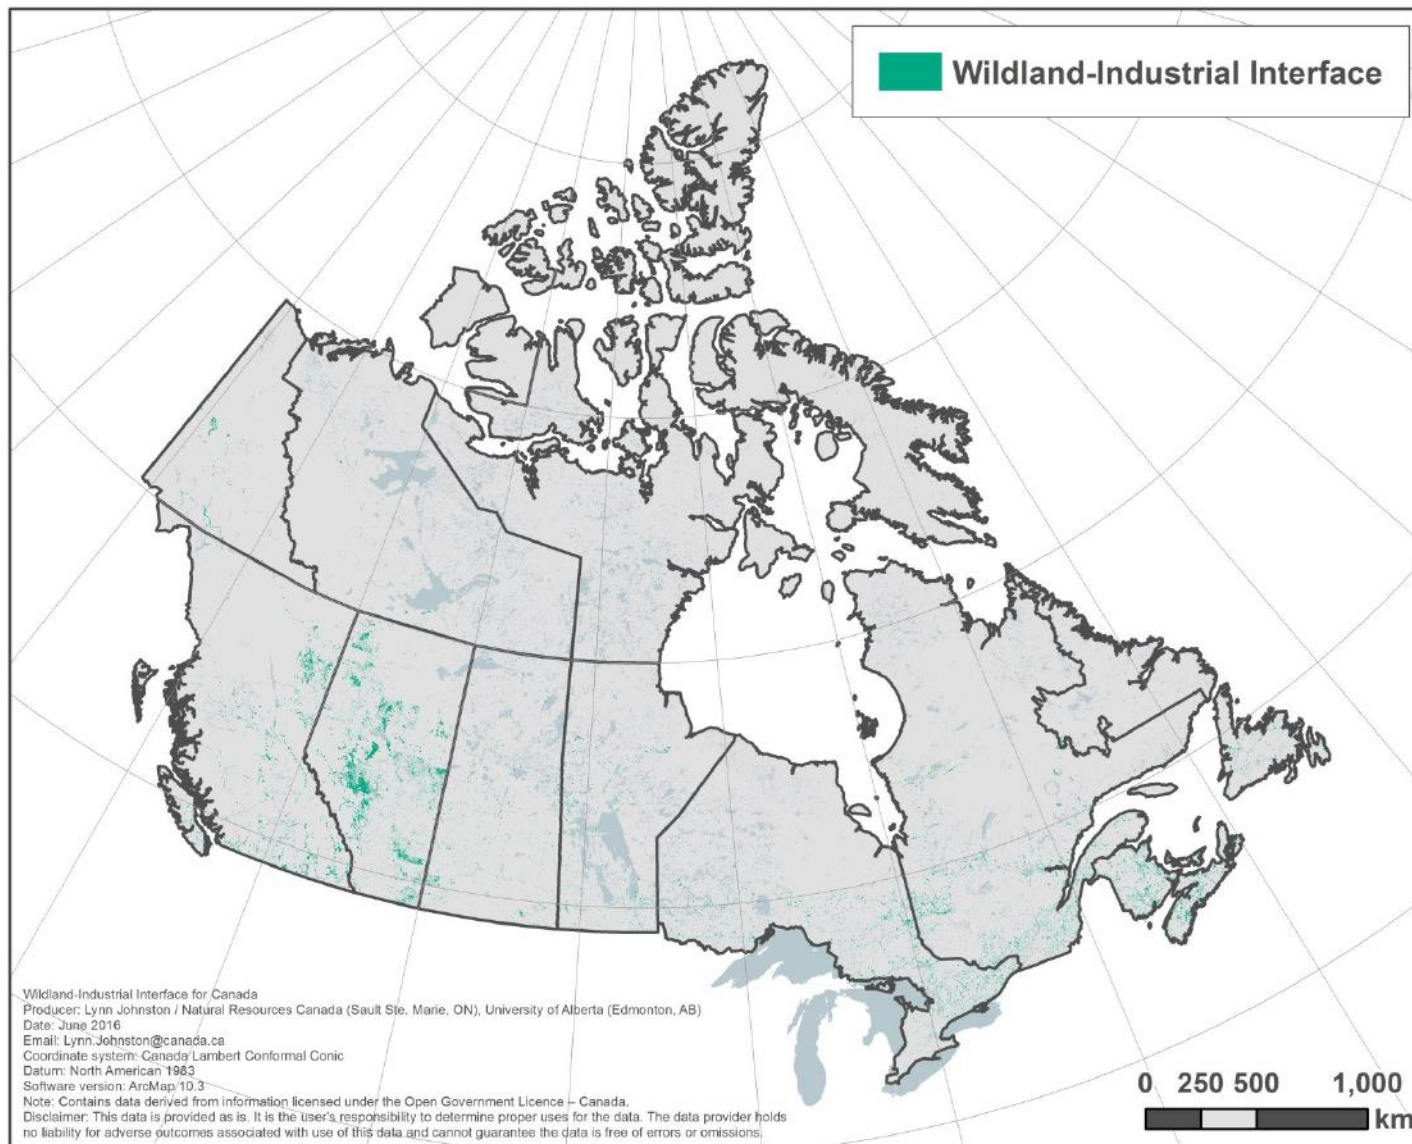 Wildland-Industrial Interface
Wildland-Industrial Interface for Canada
Producer: Lynn Johnston / Natural Resources Canada (Sault Ste. Marie, ON), University of Alberta (Edmonton, AB)
Date: June 2016
Email: Lynn.Johnston@canada.ca
Coordinate system: Canada Lambert Conformal Conic
Datum: North American 1983
Software version: ArcMap 10.3
Note: Contains data derived from information licensed under the Open Government Licence – Canada.
Disclaimer: This data is provided as is. It is the user's responsibility to determine proper uses for the data. The data provider holds
no liability for adverse outcomes associated with use of this data and cannot guarantee the data is free of errors or omissions.
0 250 500 1,000
km